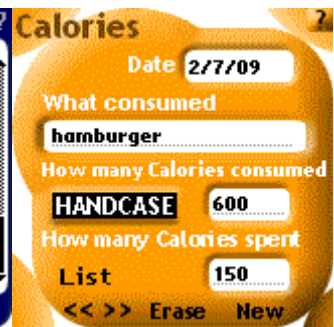 ?
Calories ?
Date 2/7/09
What consumed
hamburger
How many Calories consumed
HANDCASE 600
How many Calories spent
List 150
<< >> Erase New